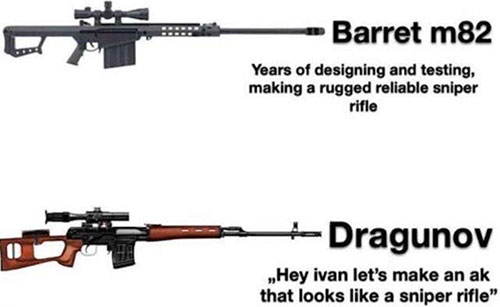 Barret m82
Years of designing and testing,
making a rugged reliable sniper
rifle
Dragunov
„Hey ivan let’s make an ak
that looks like a sniper rifle”